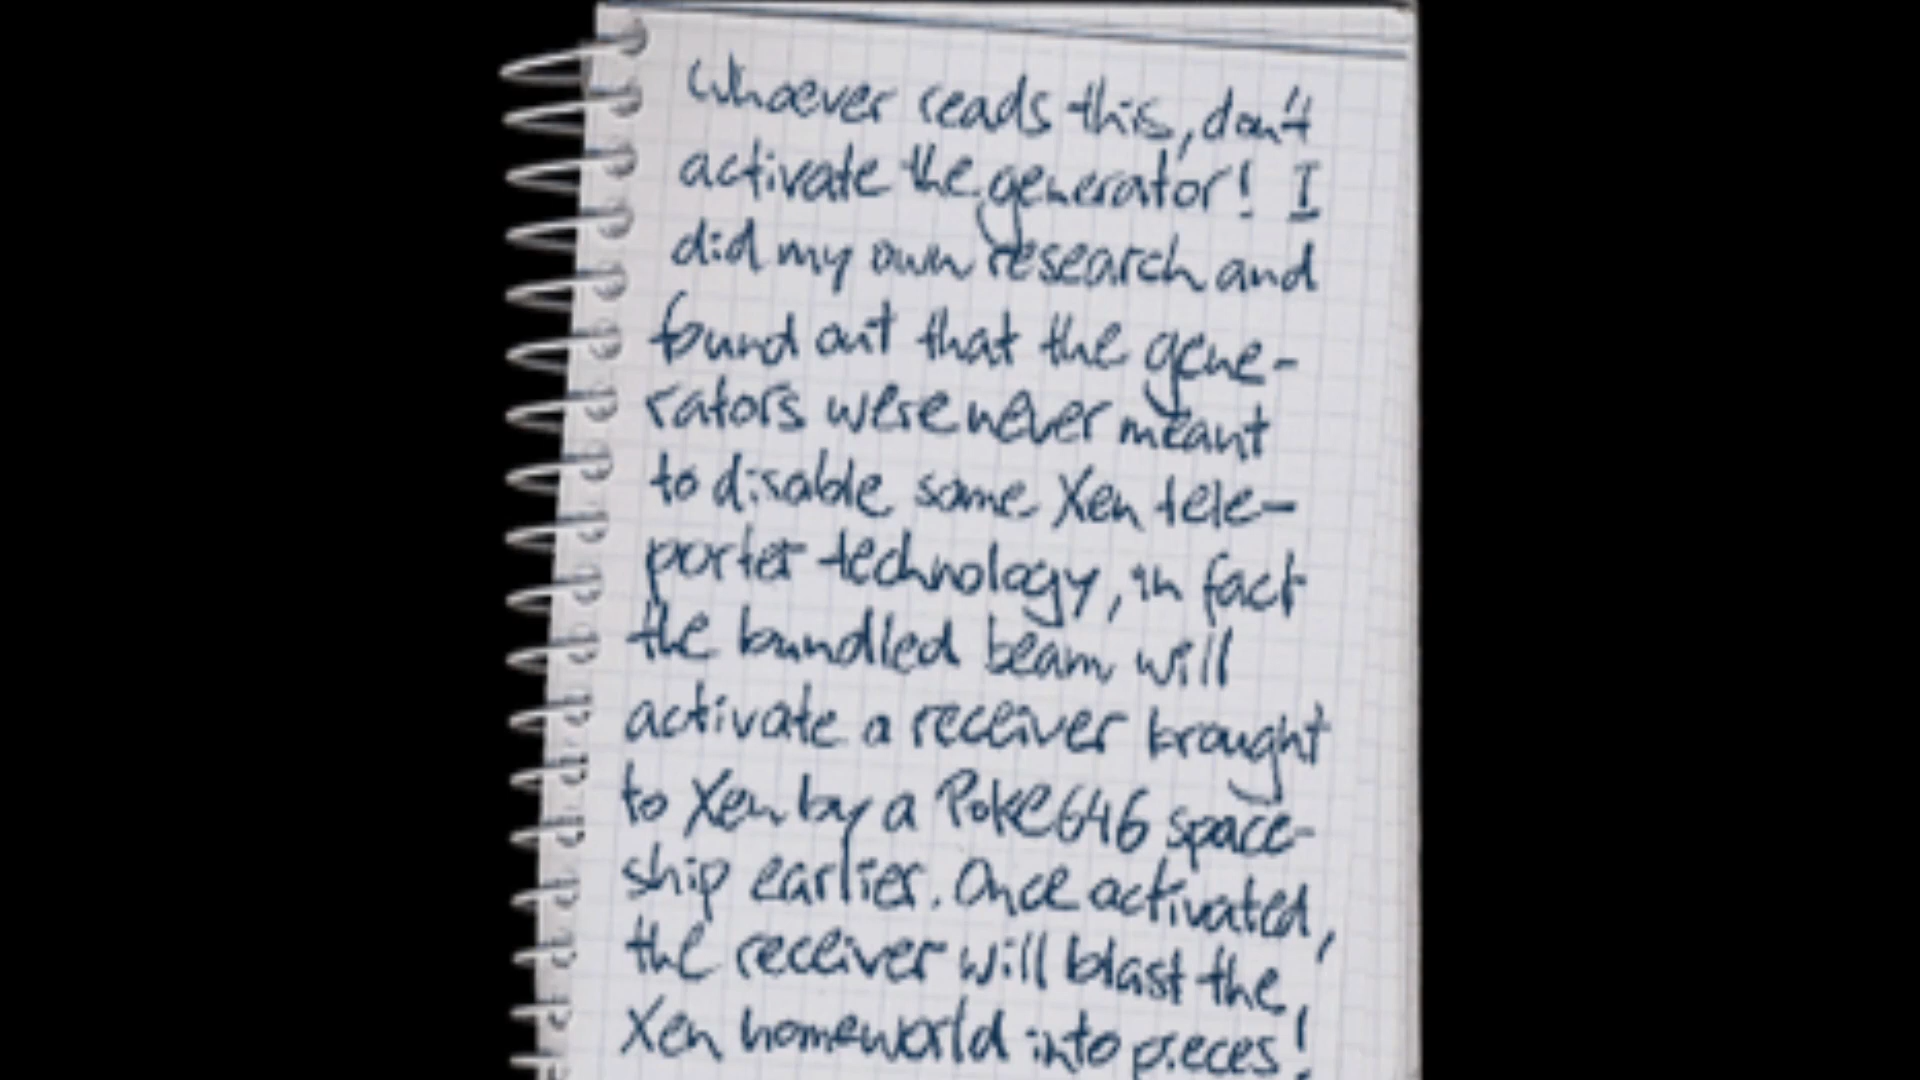 Whoever reads this, don't
activate the generator! I
did my own research and
found out that the gene-
rators were never meant
to disable some Xen tele-
porter technology, in fact
the bundled beam will
activate a receiver brought
to Xen by a Poke646 space-
ship earlier. Once activated,
the receiver will blast the
Xen homeworld into pieces!